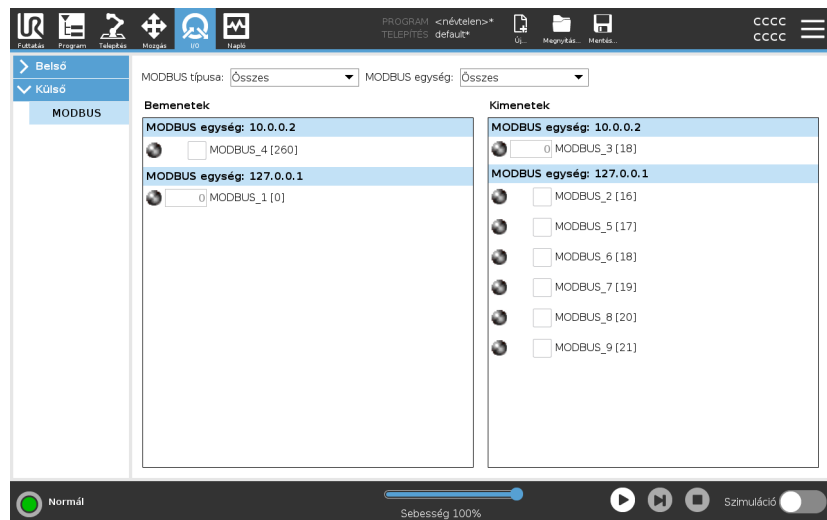 UR
Futtatás Program Telepítés Mozgás I/O Napló
PROGRAM <névtelen>*
TELEPÍTÉS default*
Új... Megnyitás... Mentés...
cccc
cccc
Belső
Külső
MODBUS
MODBUS típusa: Összes MODBUS egység: Összes
Bemenetek
MODBUS egység: 10.0.0.2
MODBUS_4 [260]
MODBUS egység: 127.0.0.1
0 MODBUS_1 [0]
Kimenetek
MODBUS egység: 10.0.0.2
0 MODBUS_3 [18]
MODBUS egység: 127.0.0.1
MODBUS_2 [16]
MODBUS_5 [17]
MODBUS_6 [18]
MODBUS_7 [19]
MODBUS_8 [20]
MODBUS_9 [21]
Normál
Sebesség 100%
Szimuláció